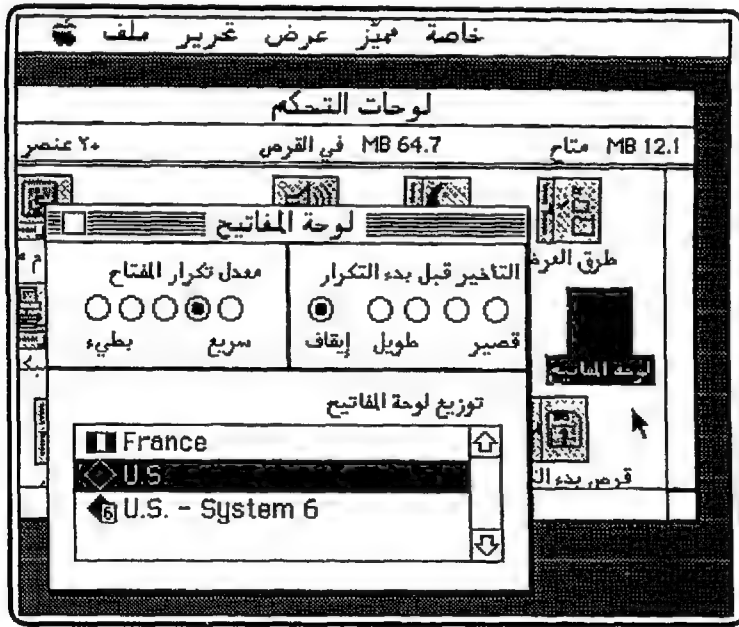 ملف تحرير عرض مميّز خاصة
لوحات التحكم
12.1 MB متاح 64.7 MB في القرص ٢٠ عنصر
طرق العرض
لوحة المفاتيح
لوحة المفاتيح
التأخير قبل بدء التكرار
قصير طويل إيقاف
معدل تكرار المفتاح
سريع بطيء
توزيع لوحة المفاتيح
France
U.S.
6 U.S. - System 6
قرص بدء